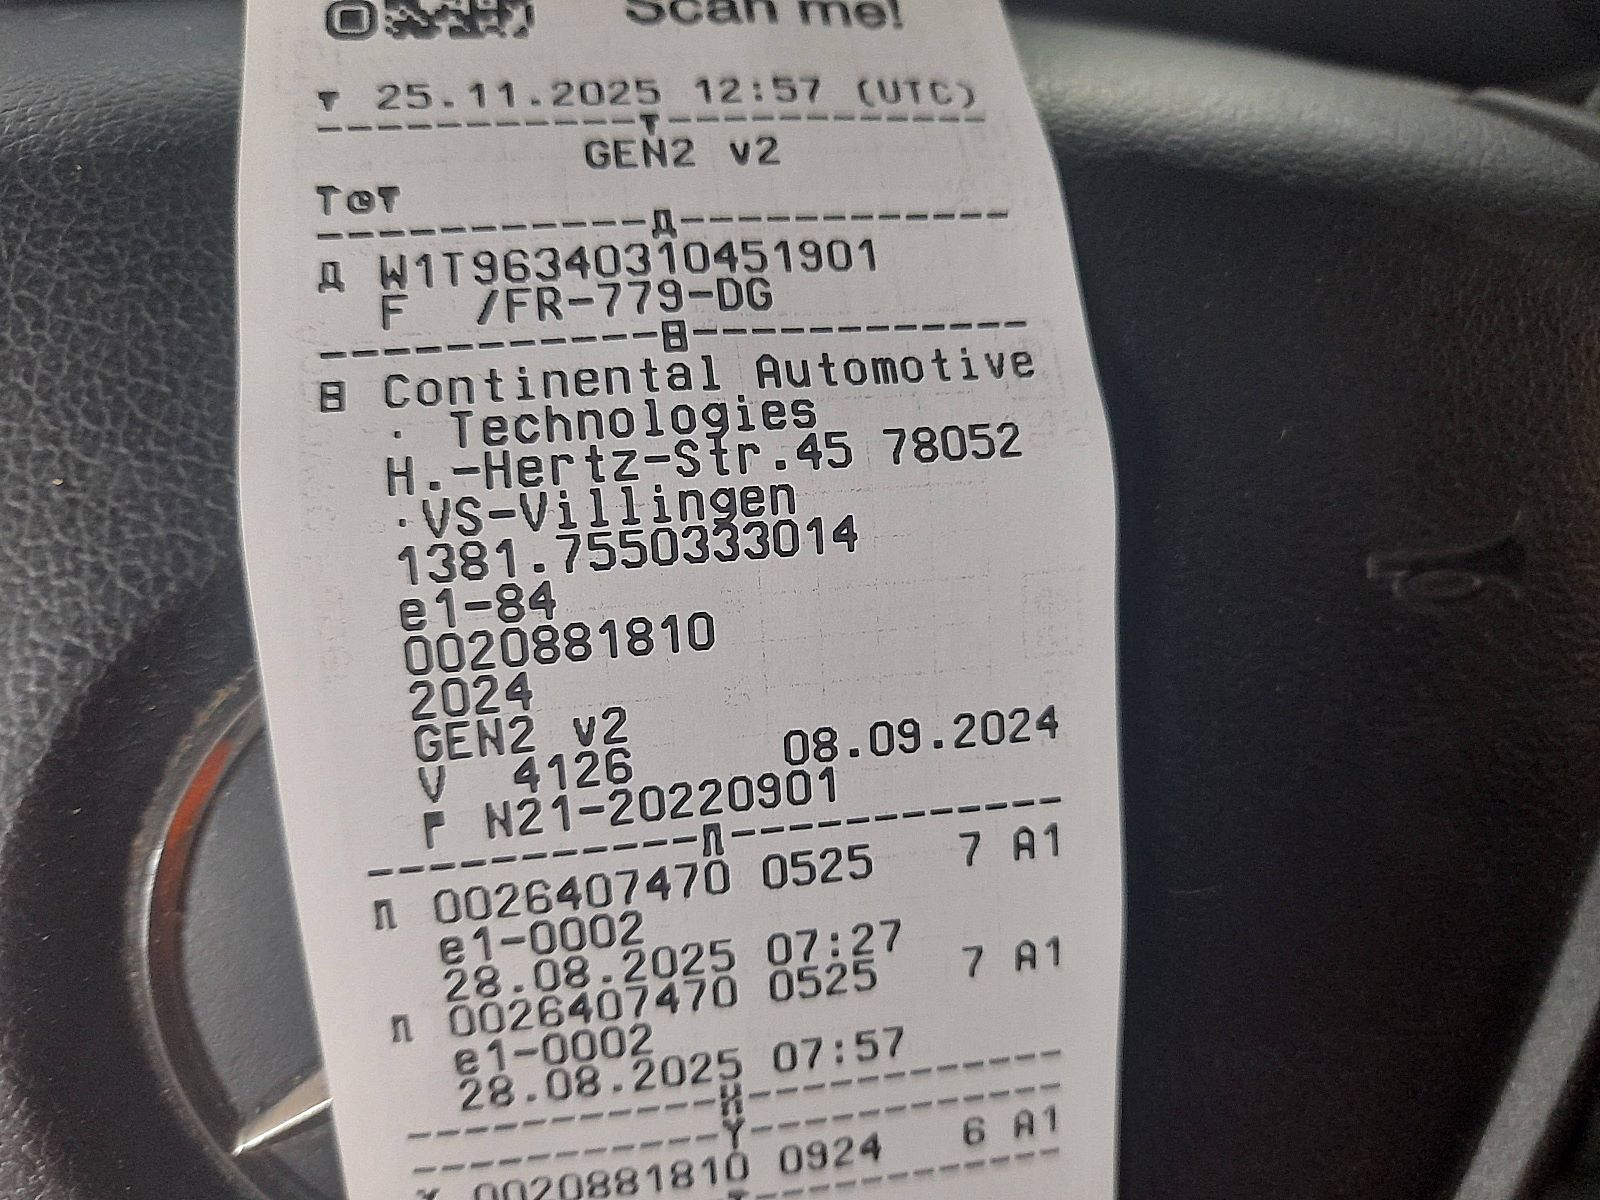 Scan me!
▼ 25.11.2025 12:57 (UTC)
-----------T-----------
GEN2 v2
T⊙▼
-----------д-----------
д W1T96340310451901
F /FR-779-DG
-----------B-----------
B Continental Automotive
. Technologies
H.-Hertz-Str.45 78052
.VS-Villingen
1381.7550333014
e1-84
0020881810
2024
GEN2 v2
V 4126 08.09.2024
N21-20220901
-----------Л-----------
Л 0026407470 0525 7 A1
e1-0002
28.08.2025 07:27
Л 0026407470 0525 7 A1
e1-0002
28.08.2025 07:57
0020881810 0924 6 A1